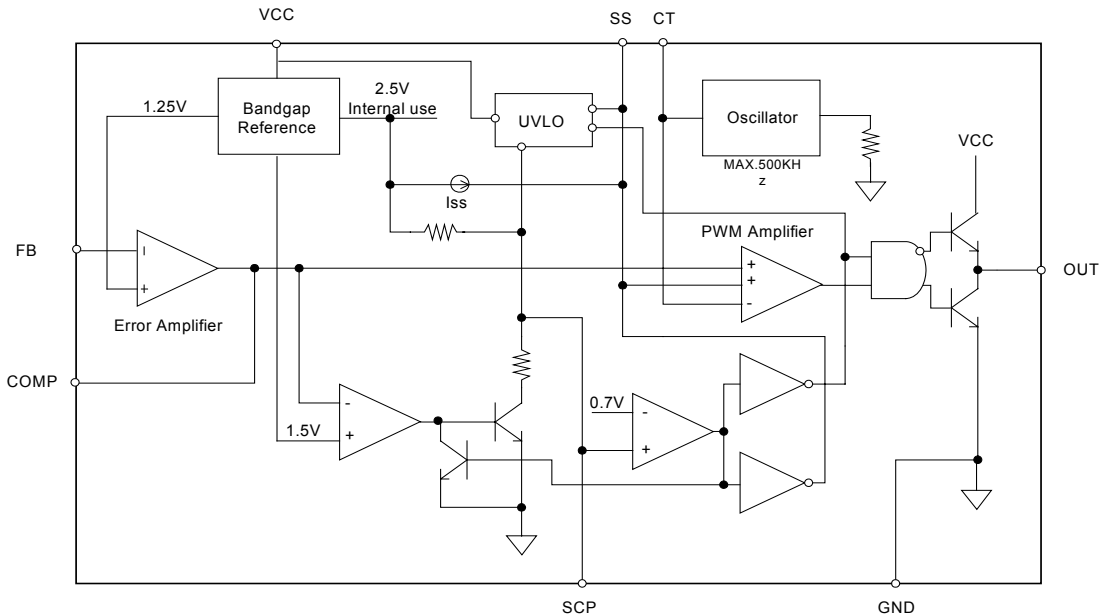 VCC
SS
CT
1.25V
Bandgap
Reference
2.5V
Internal use
UVLO
Oscillator
MAX.500KH
z
VCC
Iss
FB
-
+
Error Amplifier
PWM Amplifier
+
+
-
OUT
COMP
-
+
1.5V
0.7V
-
+
SCP
GND